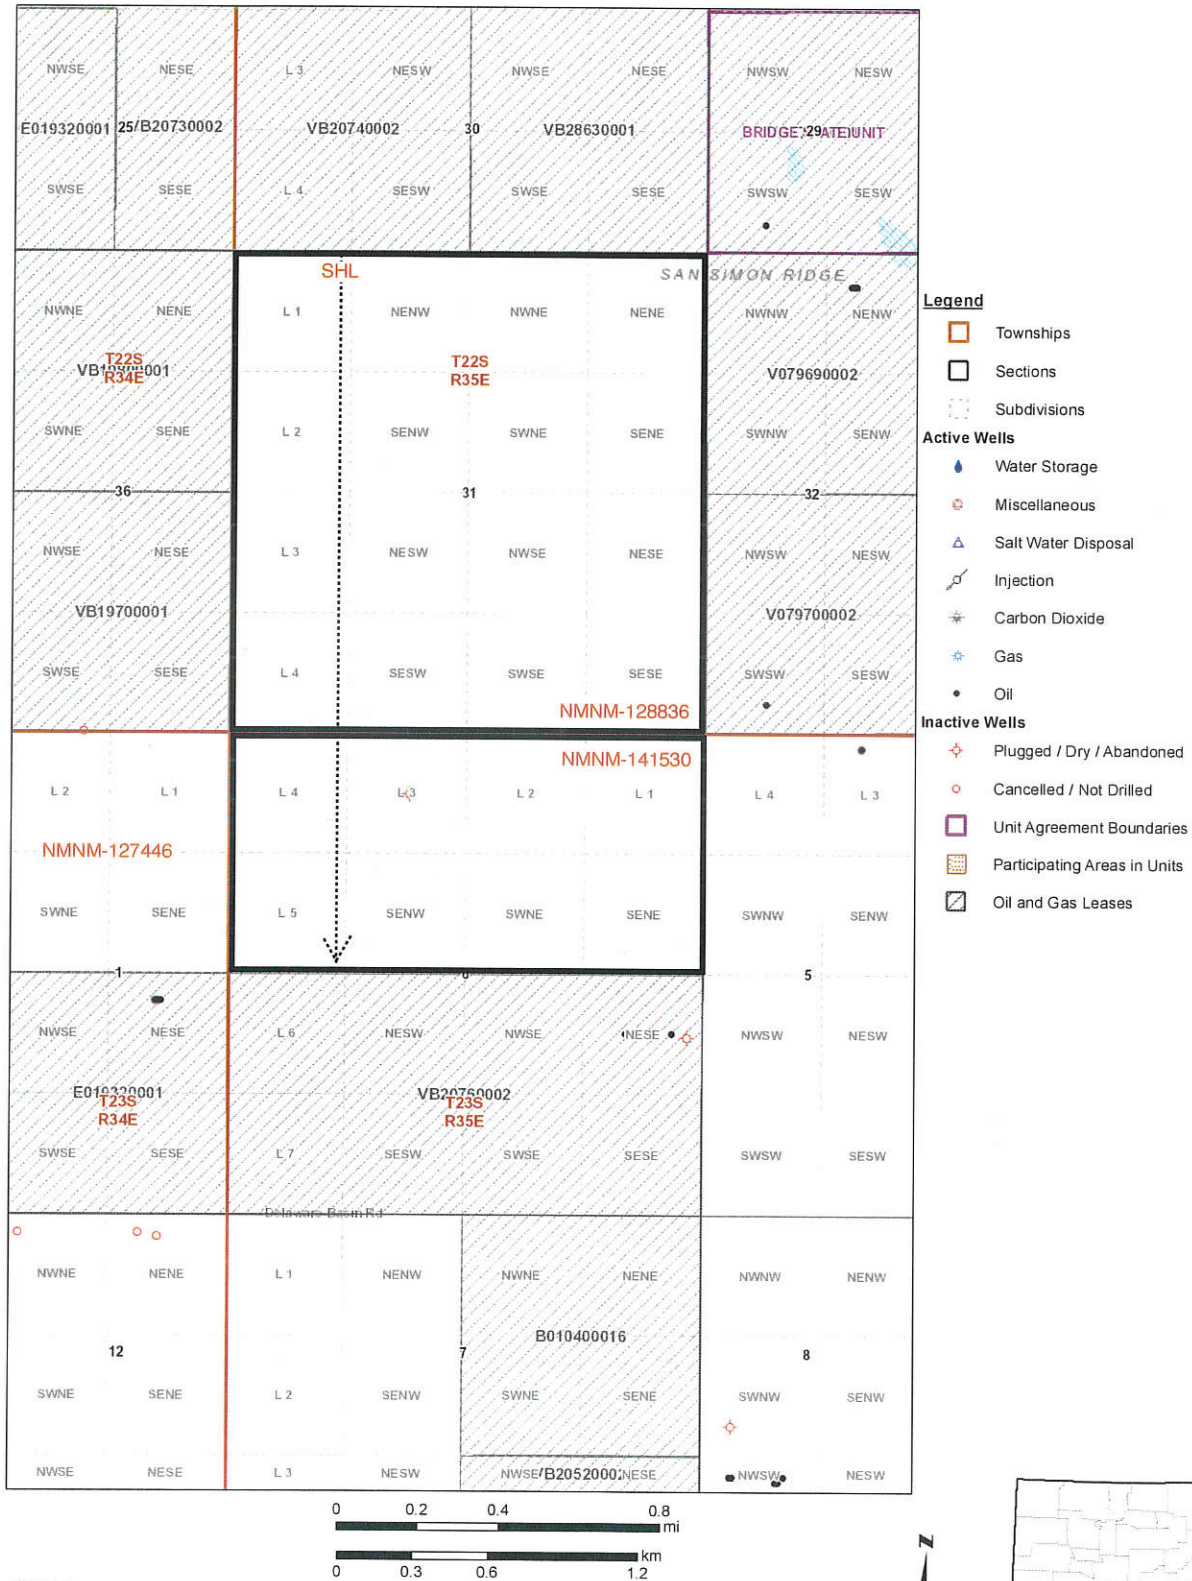 NWSE NESE L 3 NESW NWSE NESE NWSW NESW
E019320001 25 /B20730002 VB20740002 30 VB28630001 29
SWSE SESE L 4 SESW SWSE SESE SWSW SESW
SHL SAN SIMON RIDGE
NWNE NENE L 1 NENW NWNE NENE NWNW NENW
T22S T22S
R34E R35E V079690002
SWNE SENE L 2 SENW SWNE SENE SWNW SENW
36 31 32
NWSE NESE L 3 NESW NWSE NESE NWSW NESW
VB19700001 V079700002
SWSE SESE L 4 SESW SWSE SESE SWSW SESW
NMNM-128836
NMNM-141530
L 2 L 1 L 4 L 3 L 2 L 1 L 4 L 3
NMNM-127446
SWNE SENE L 5 SENW SWNE SENE SWNW SENW
1 5
NWSE NESE L 6 NESW NWSE NESE NWSW NESW
VB20760002
T23S T23S
R34E R35E
SWSE SESE L 7 SESW SWSE SESE SWSW SESW
Delaware Basin Rd
NWNE NENE L 1 NENW NWNE NENE NWNW NENW
12 7 B010400016 8
SWNE SENE L 2 SENW SWNE SENE SWNW SENW
NWSE NESE L 3 NESW NWSE NESE NWSW NESW
Legend
Townships
Sections
Subdivisions
Active Wells
Water Storage
Miscellaneous
Salt Water Disposal
Injection
Carbon Dioxide
Gas
Oil
Inactive Wells
Plugged / Dry / Abandoned
Cancelled / Not Drilled
Unit Agreement Boundaries
Participating Areas in Units
Oil and Gas Leases
0 0.2 0.4 0.8
mi
km
0 0.3 0.6 1.2
N